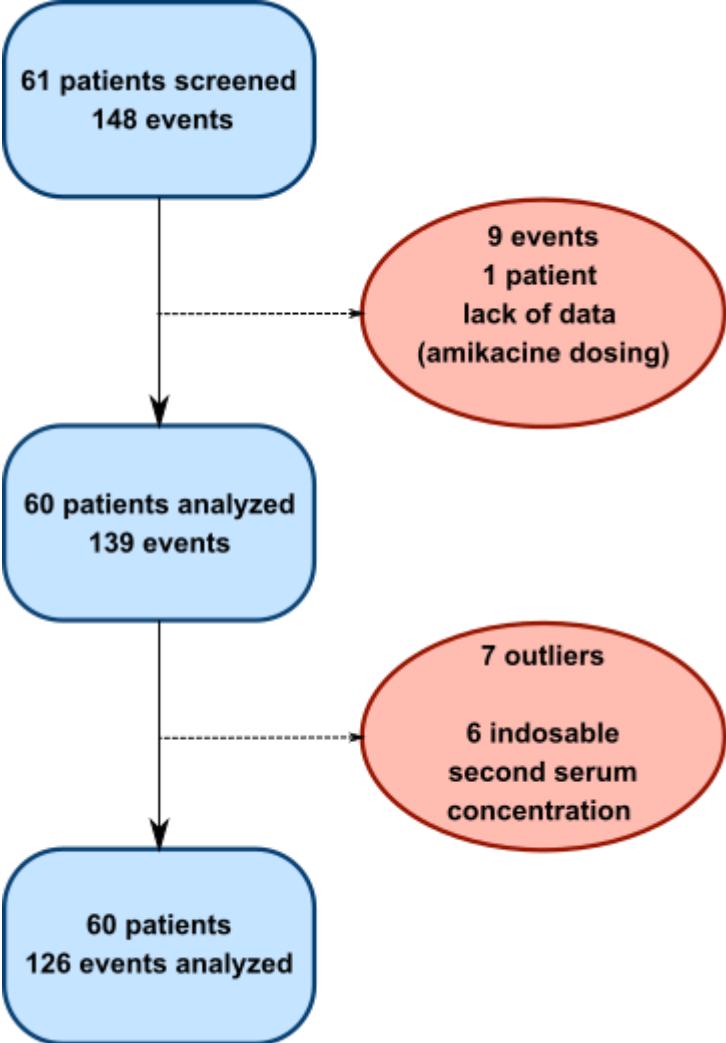 61 patients screened
148 events
9 events
1 patient
lack of data
(amikacine dosing)
60 patients analyzed
139 events
7 outliers
6 indosable
second serum
concentration
60 patients
126 events analyzed